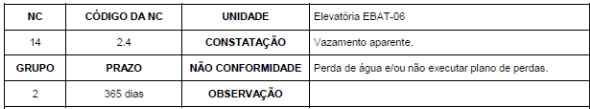 NC CÓDIGO DA NC UNIDADE Elevatória EBAT-06
14 2.4 CONSTATAÇÃO Vazamento aparente.
GRUPO PRAZO NÃO CONFORMIDADE Perda de água e/ou não executar plano de perdas.
2 365 dias OBSERVAÇÃO